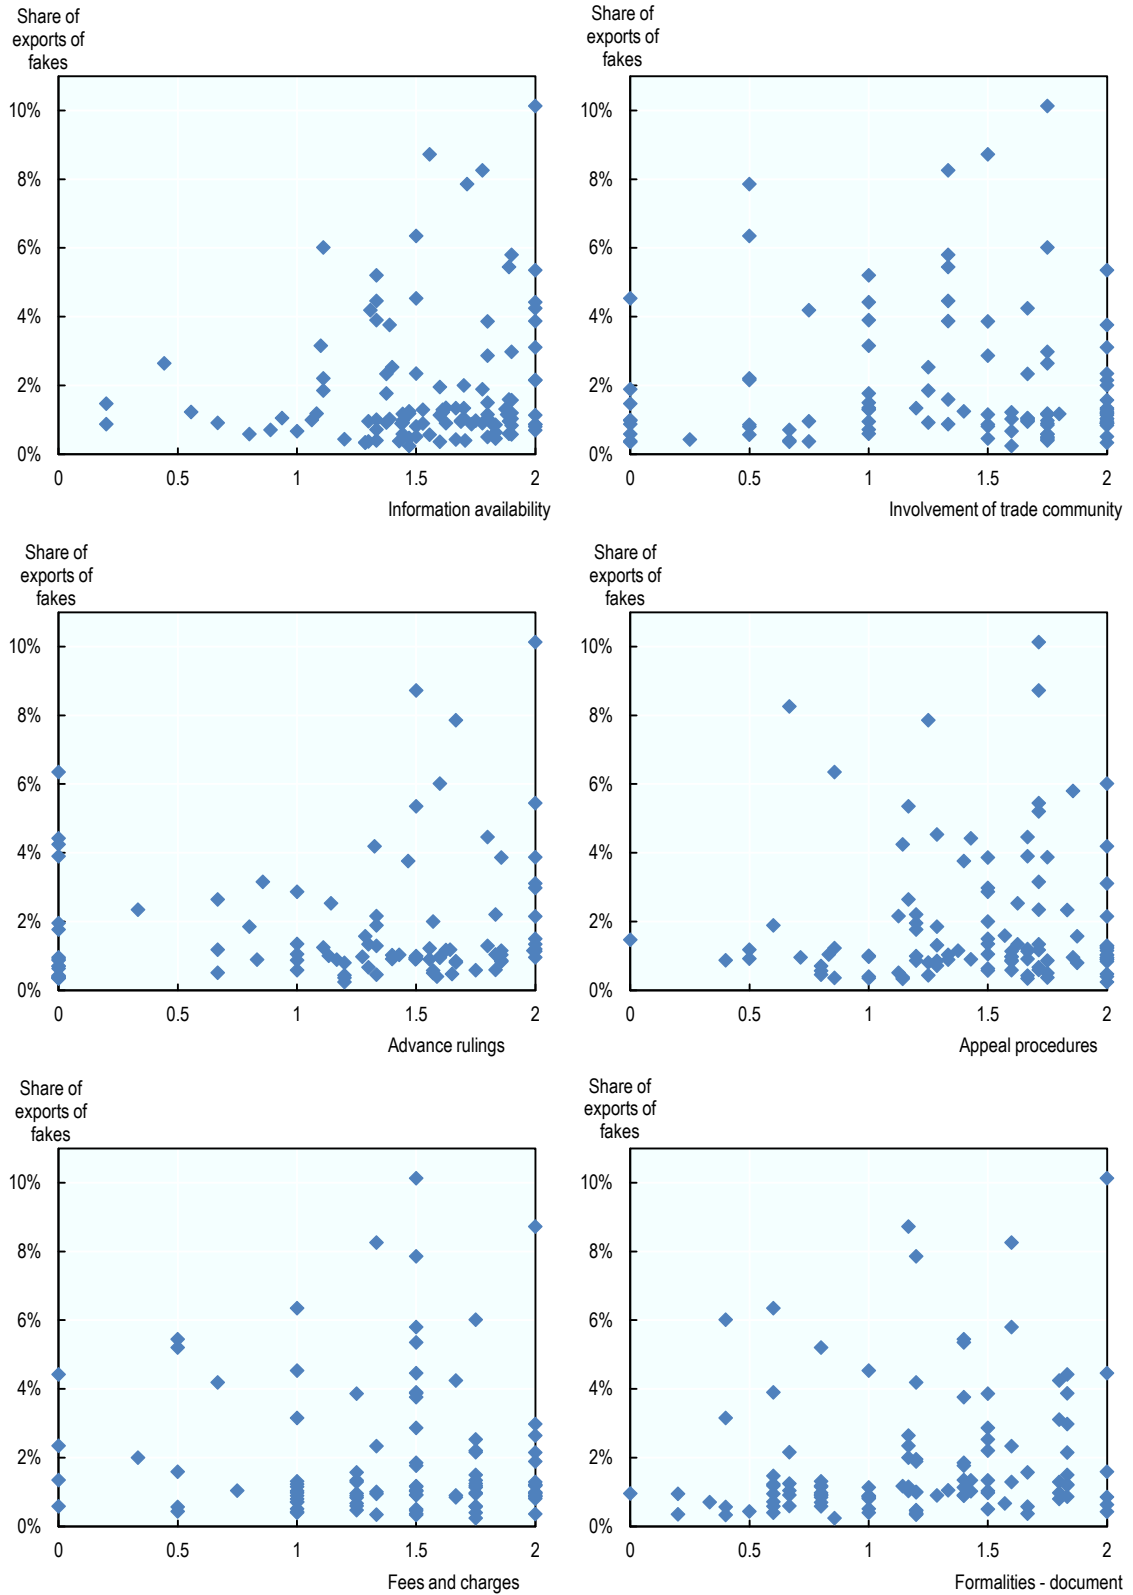 Share of
exports of
fakes
10%
8%
6%
4%
2%
0%
0 0.5 1 1.5 2
Information availability
Share of
exports of
fakes
10%
8%
6%
4%
2%
0%
0 0.5 1 1.5 2
Involvement of trade community
Share of
exports of
fakes
10%
8%
6%
4%
2%
0%
0 0.5 1 1.5 2
Advance rulings
Share of
exports of
fakes
10%
8%
6%
4%
2%
0%
0 0.5 1 1.5 2
Appeal procedures
Share of
exports of
fakes
10%
8%
6%
4%
2%
0%
0 0.5 1 1.5 2
Fees and charges
Share of
exports of
fakes
10%
8%
6%
4%
2%
0%
0 0.5 1 1.5 2
Formalities - document